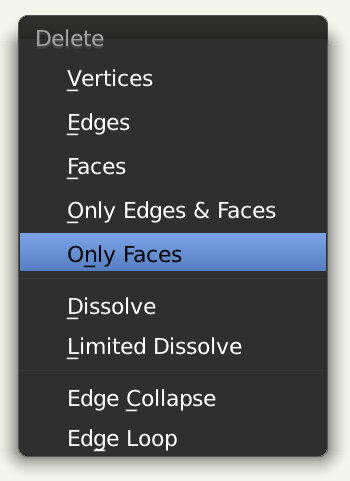 Delete
Vertices
Edges
Faces
Only Edges & Faces
Only Faces
Dissolve
Limited Dissolve
Edge Collapse
Edge Loop